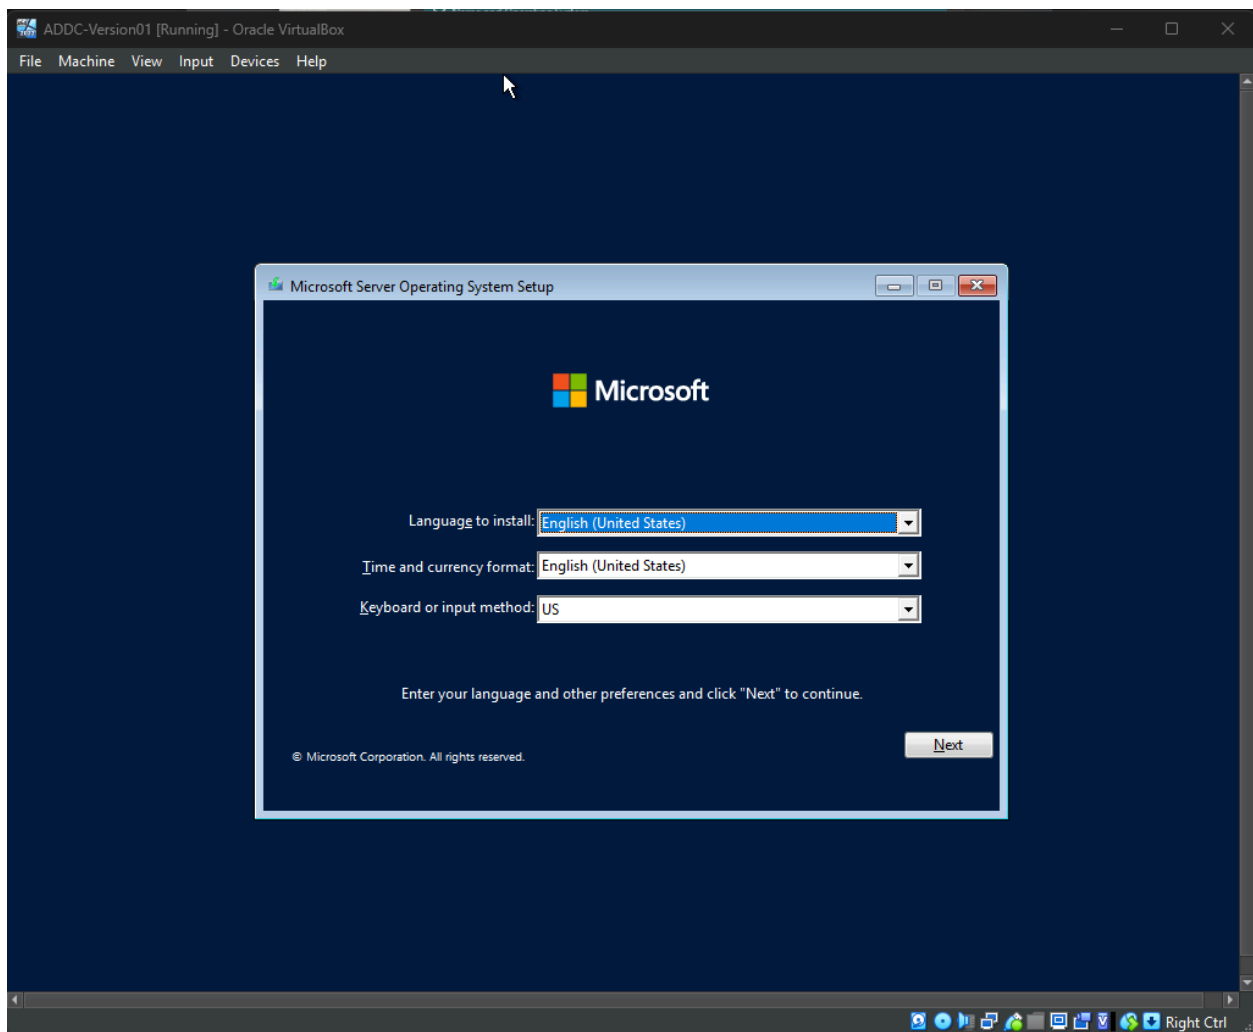 ADDC-Version01 [Running] - Oracle VirtualBox
File Machine View Input Devices Help
Microsoft Server Operating System Setup
Microsoft
Language to install: English (United States)
Time and currency format: English (United States)
Keyboard or input method: US
Enter your language and other preferences and click "Next" to continue.
Next
© Microsoft Corporation. All rights reserved.
Right Ctrl